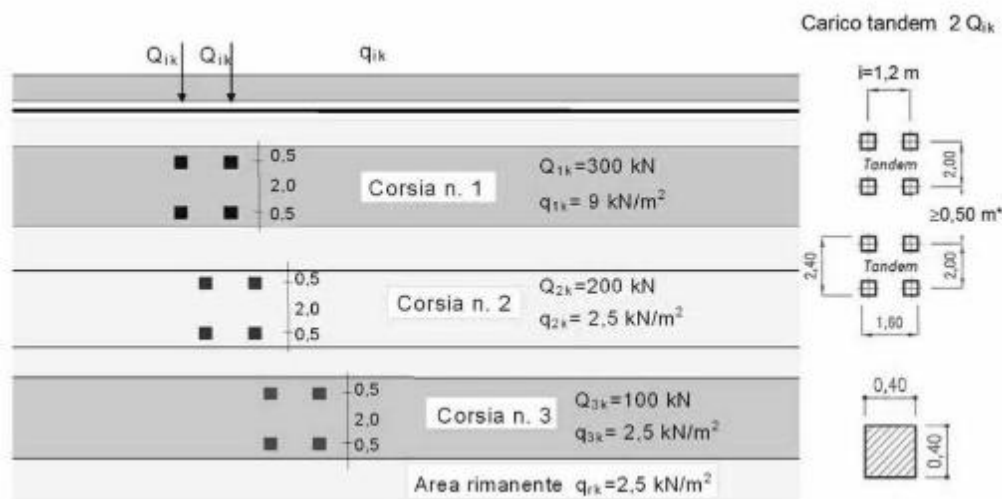 Carico tandem 2 Qik
Qik Qik qik
i=1,2 m
0.5
2.0
0.5
Corsia n. 1
Q1k=300 kN
q1k= 9 kN/m²
Tandem
2,00
≥0,50 m*
0,5
2,0
0,5
Corsia n. 2
Q2k=200 kN
q2k= 2,5 kN/m²
2,40
Tandem
2,00
1,60
0,5
2,0
0,5
Corsia n. 3
Q3k=100 kN
q3k= 2,5 kN/m²
0,40
0,40
Area rimanente qrk=2,5 kN/m²